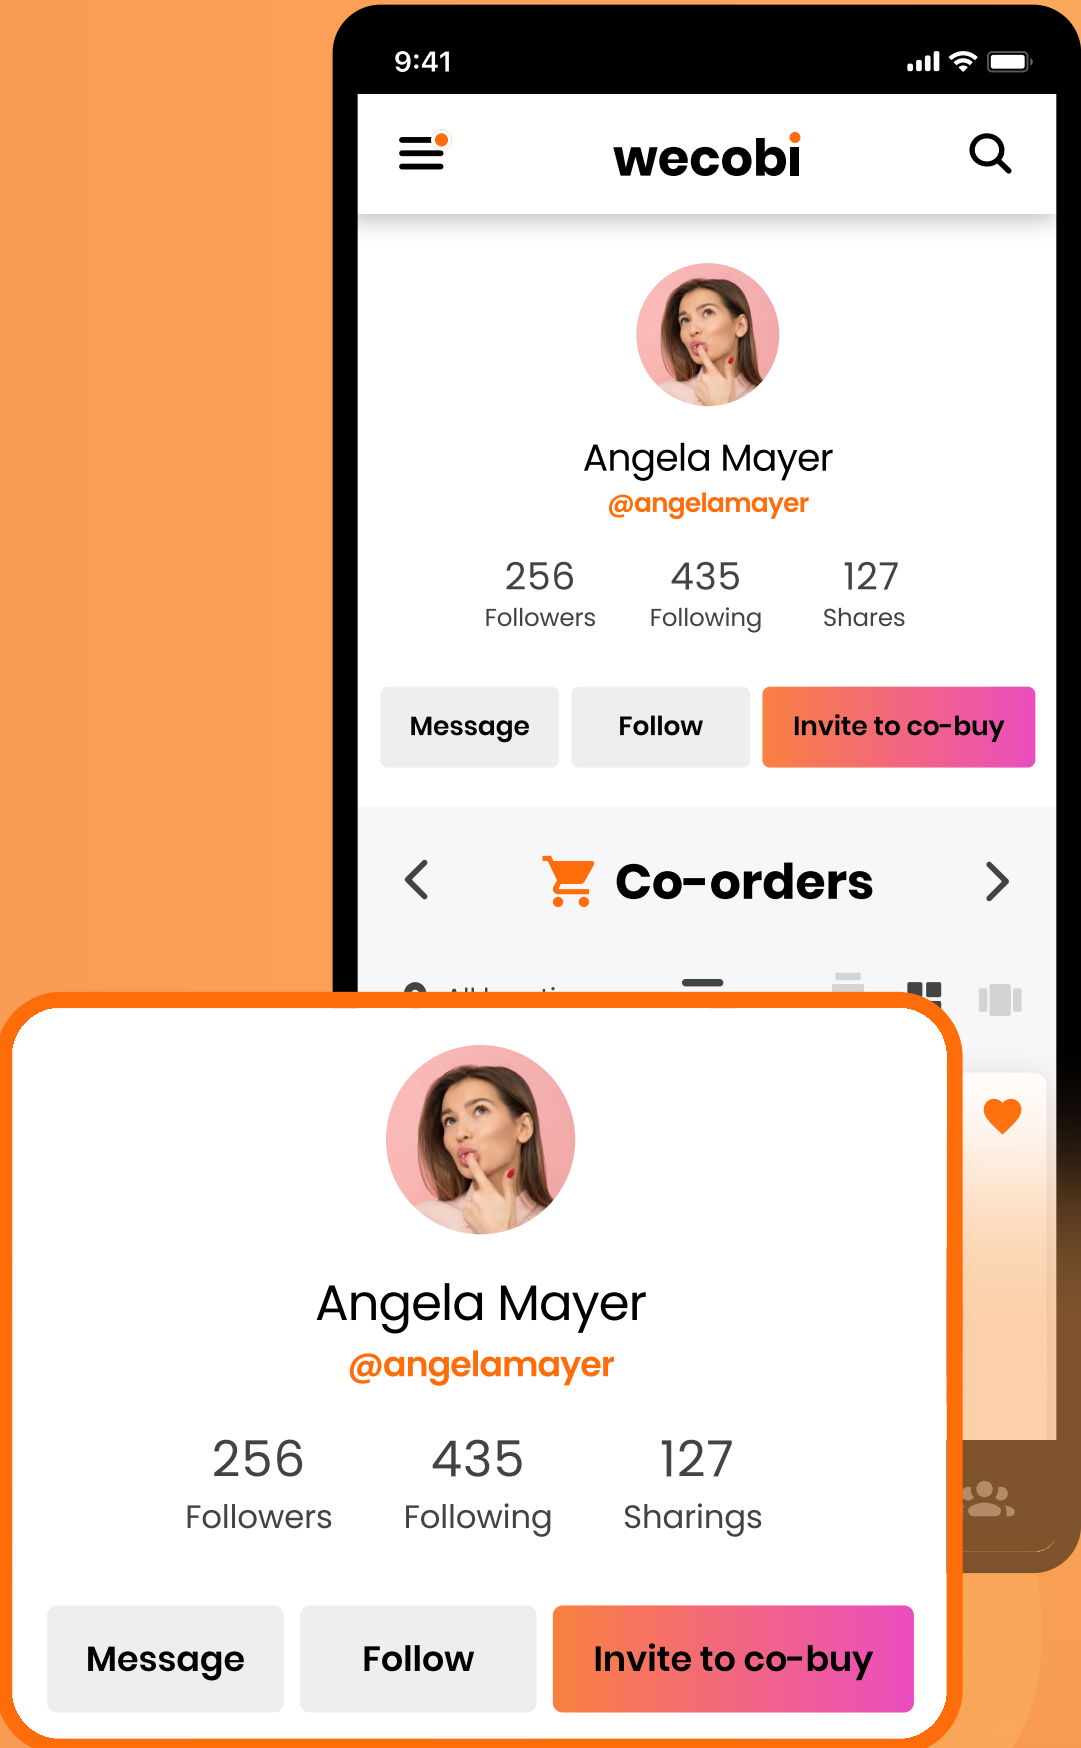 9:41
wecobi
Angela Mayer
@angelamayer
256 435 127
Followers Following Shares
Message Follow Invite to co-buy
Co-orders
Angela Mayer
@angelamayer
256 435 127
Followers Following Sharings
Message Follow Invite to co-buy